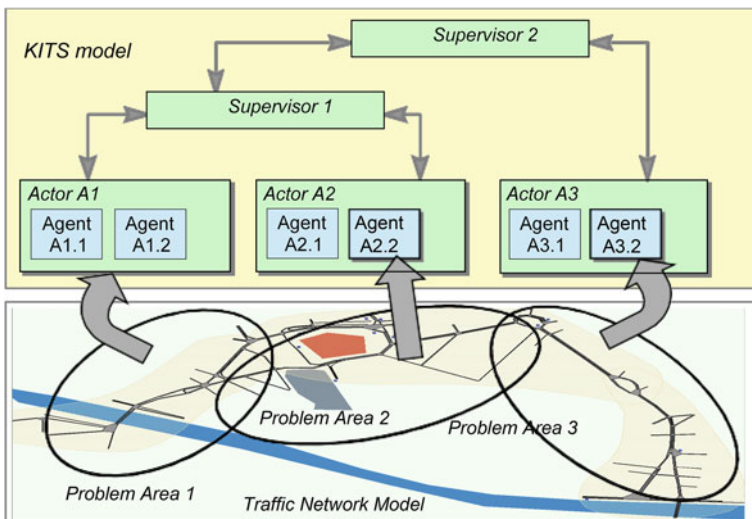 Supervisor 2
KITS model
Supervisor 1
Actor A1
Actor A2
Actor A3
Agent
A1.1
Agent
A1.2
Agent
A2.1
Agent
A2.2
Agent
A3.1
Agent
A3.2
Problem Area 2
Problem Area 3
Problem Area 1
Traffic Network Model